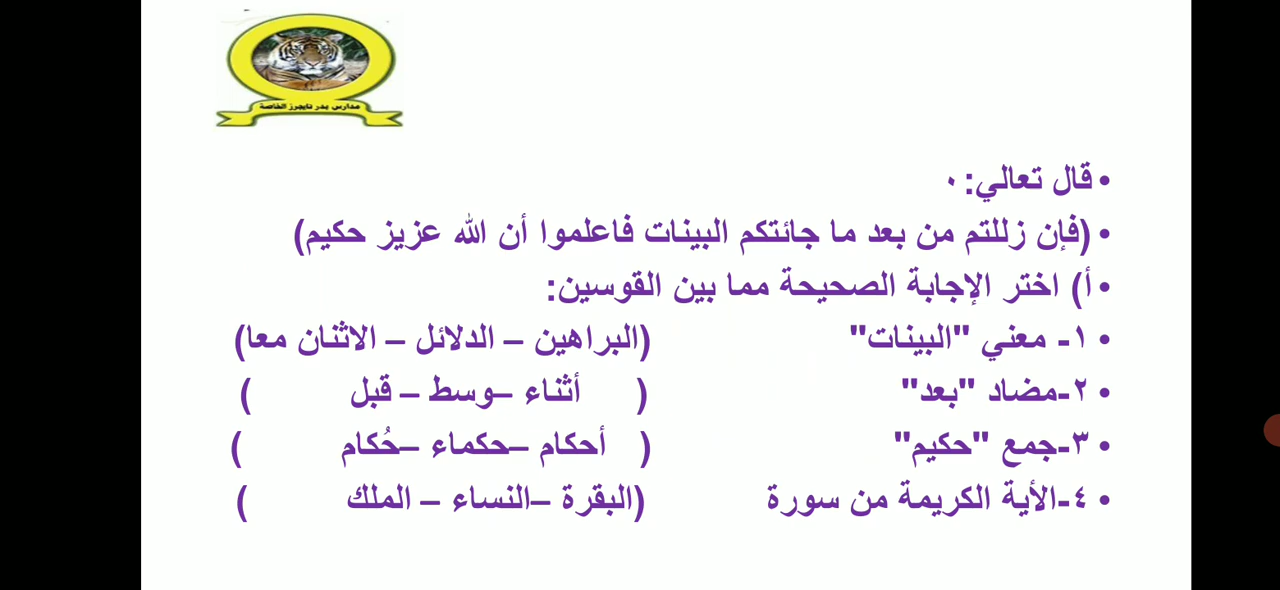 مدارس بدر تايجرز الخاصة
• قال تعالي:٠
• (فإن زللتم من بعد ما جائتكم البينات فاعلموا أن الله عزيز حكيم)
• أ) اختر الإجابة الصحيحة مما بين القوسين:
• ١- معني "البينات" (البراهين – الدلائل – الاثنان معا)
• ٢-مضاد "بعد" ( أثناء –وسط – قبل )
• ٣-جمع "حكيم" ( أحكام –حكماء –حُكام )
• ٤-الأية الكريمة من سورة (البقرة –النساء – الملك )